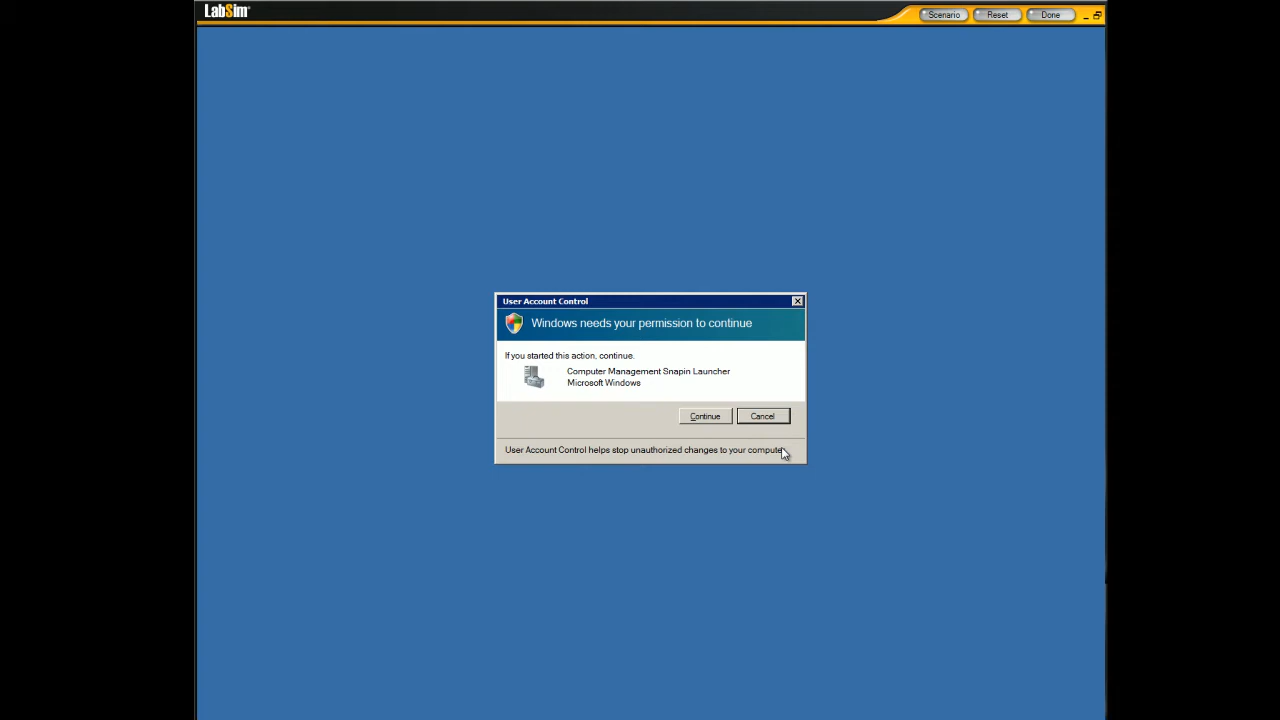 LabSim
Scenario Reset Done
User Account Control
Windows needs your permission to continue
If you started this action, continue.
Computer Management Snapin Launcher
Microsoft Windows
Continue Cancel
User Account Control helps stop unauthorized changes to your compute